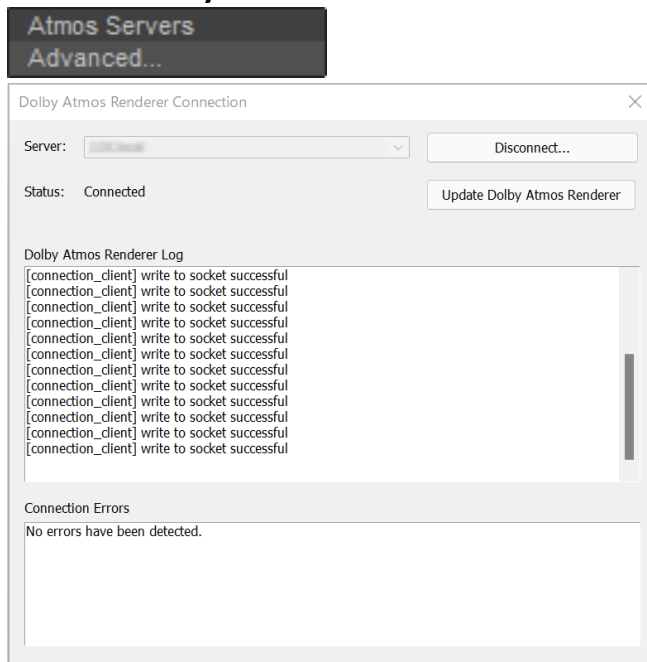 Atmos Servers
Advanced...
Dolby Atmos Renderer Connection
Server:
Disconnect...
Status: Connected
Update Dolby Atmos Renderer
Dolby Atmos Renderer Log
[connection_client] write to socket successful
[connection_client] write to socket successful
[connection_client] write to socket successful
[connection_client] write to socket successful
[connection_client] write to socket successful
[connection_client] write to socket successful
[connection_client] write to socket successful
[connection_client] write to socket successful
[connection_client] write to socket successful
[connection_client] write to socket successful
[connection_client] write to socket successful
[connection_client] write to socket successful
Connection Errors
No errors have been detected.